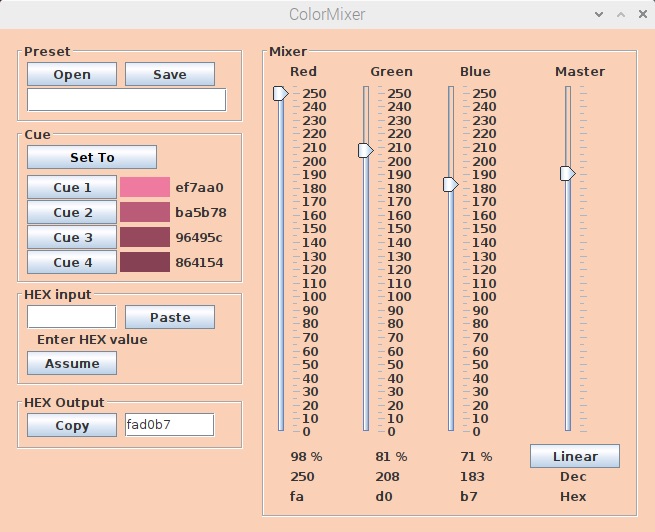 ColorMixer
Preset
Open Save
Cue
Set To
Cue 1 ef7aa0
Cue 2 ba5b78
Cue 3 96495c
Cue 4 864154
HEX input
Paste
Enter HEX value
Assume
HEX Output
Copy fad0b7
Mixer
Red Green Blue Master
250 250 250
240 240 240
230 230 230
220 220 220
210 210 210
200 200 200
190 190 190
180 180 180
170 170 170
160 160 160
150 150 150
140 140 140
130 130 130
120 120 120
110 110 110
100 100 100
90 90 90
80 80 80
70 70 70
60 60 60
50 50 50
40 40 40
30 30 30
20 20 20
10 10 10
0 0 0
98 % 81 % 71 % Linear
250 208 183 Dec
fa d0 b7 Hex